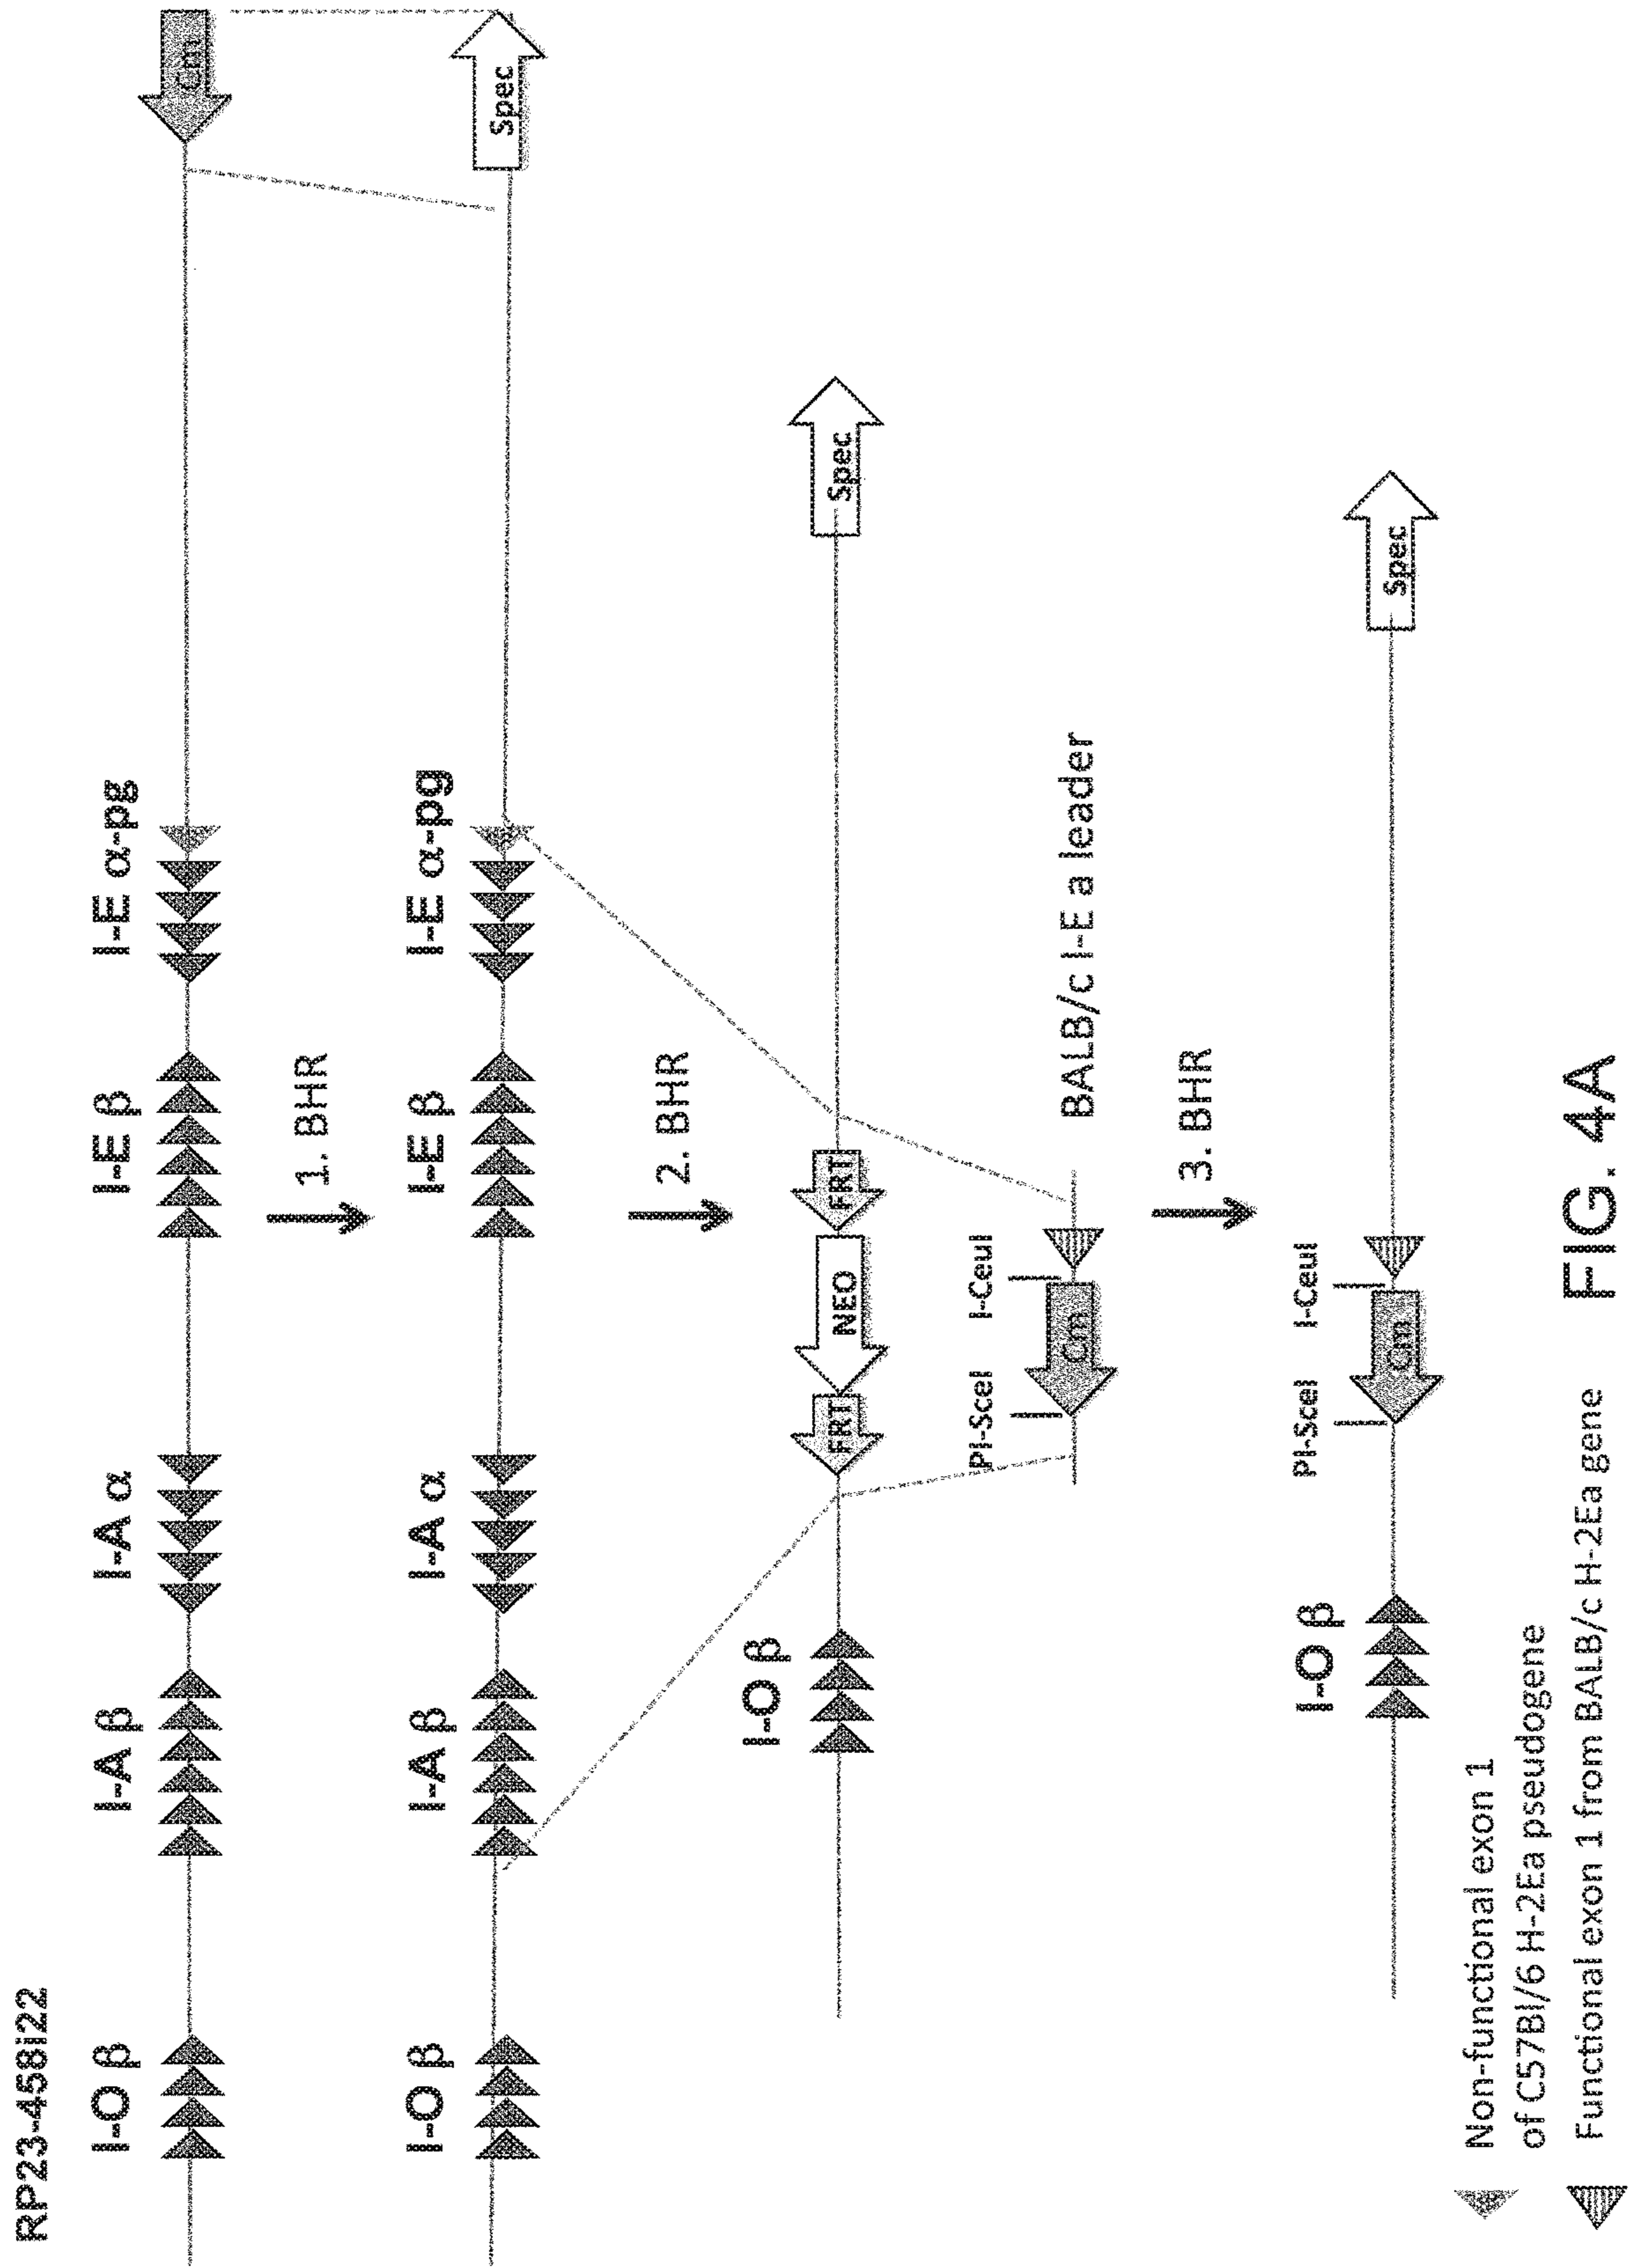 RP23-458i22
I-O β
I-A β
I-A α
I-E β
I-E α-pg
Cm
1. BHR
I-O β
I-A β
I-A α
I-E β
I-E α-pg
Spec
2. BHR
I-O β
FRT
NEO
FRT
Spec
PI-SceI
I-CeuI
Cm
BALB/c I-E a leader
3. BHR
I-O β
PI-SceI
I-CeuI
Cm
Spec
Non-functional exon 1
of C57Bl/6 H-2Ea pseudogene
Functional exon 1 from BALB/c H-2Ea gene
FIG. 4A